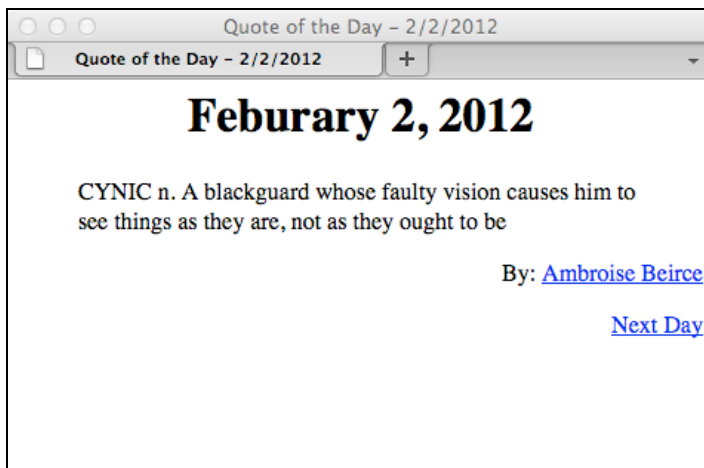 Quote of the Day – 2/2/2012
Quote of the Day – 2/2/2012
Feburary 2, 2012
CYNIC n. A blackguard whose faulty vision causes him to
see things as they are, not as they ought to be
By: Ambroise Beirce
Next Day